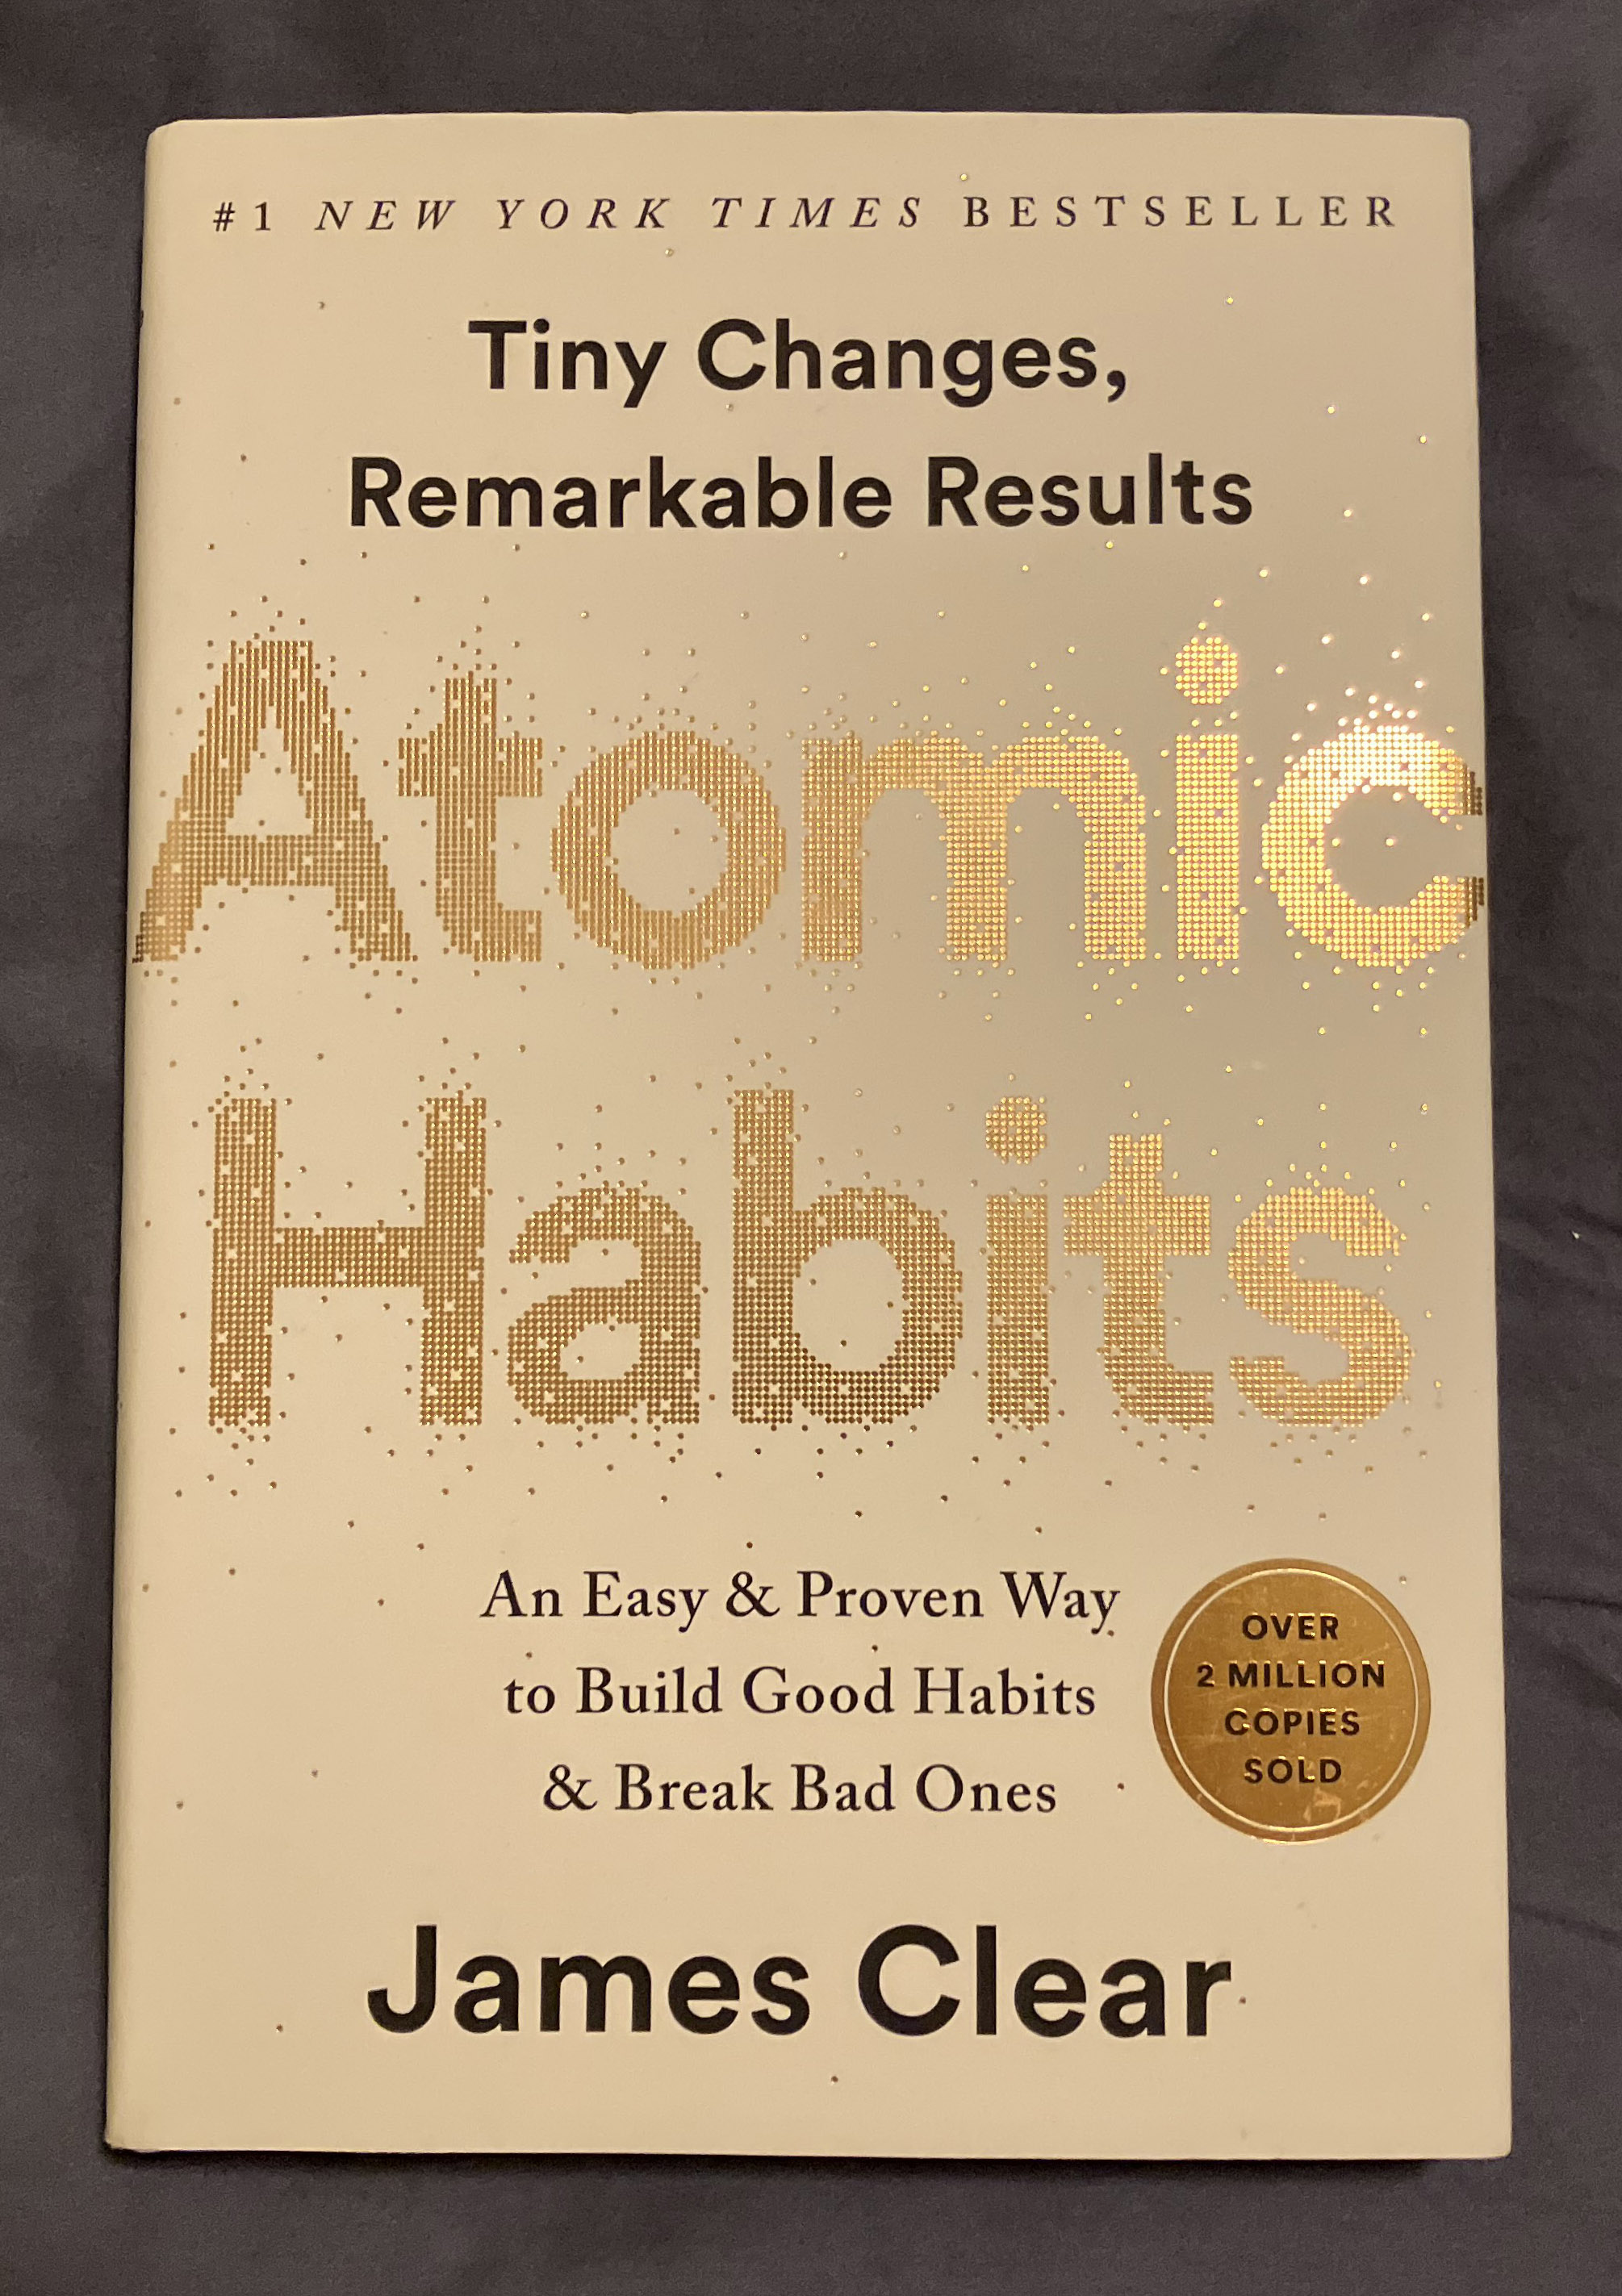 #1 NEW YORK TIMES BESTSELLER
Tiny Changes,
Remarkable Results
Atomic
Habits
An Easy & Proven Way
to Build Good Habits
& Break Bad Ones
OVER
2 MILLION
COPIES
SOLD
James Clear